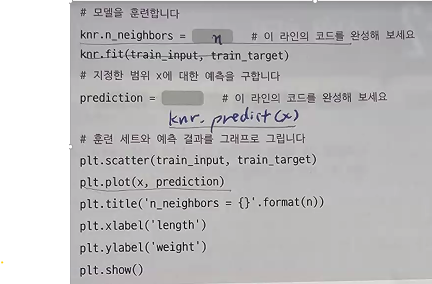 # 모델을 훈련합니다
knr.n_neighbors = n # 이 라인의 코드를 완성해 보세요
knr.fit(train_input, train_target)
# 지정한 범위 x에 대한 예측을 구합니다
prediction = # 이 라인의 코드를 완성해 보세요
knr.predict(x)
# 훈련 세트와 예측 결과를 그래프로 그립니다
plt.scatter(train_input, train_target)
plt.plot(x, prediction)
plt.title('n_neighbors = {}'.format(n))
plt.xlabel('length')
plt.ylabel('weight')
plt.show()